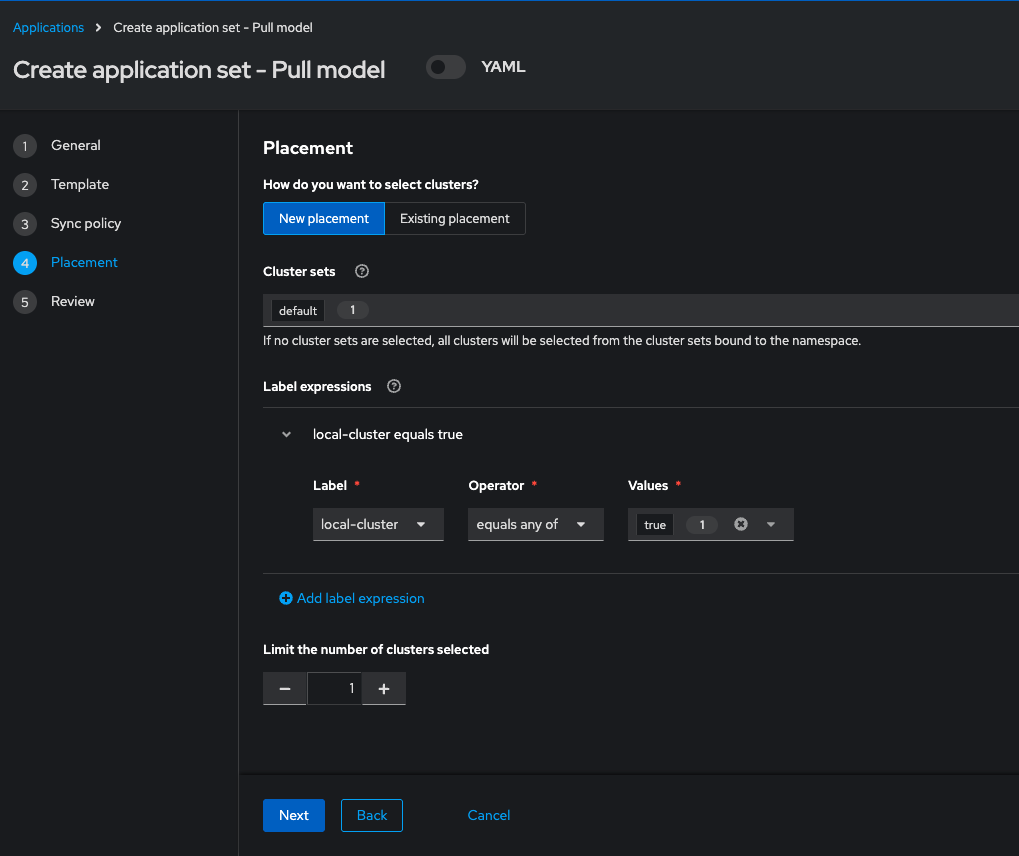 Applications > Create application set - Pull model
Create application set - Pull model YAML
1 General
2 Template
3 Sync policy
4 Placement
5 Review
Placement
How do you want to select clusters?
New placement Existing placement
Cluster sets
default 1
If no cluster sets are selected, all clusters will be selected from the cluster sets bound to the namespace.
Label expressions
local-cluster equals true
Label * Operator * Values *
local-cluster equals any of true 1
Add label expression
Limit the number of clusters selected
1
Next Back Cancel